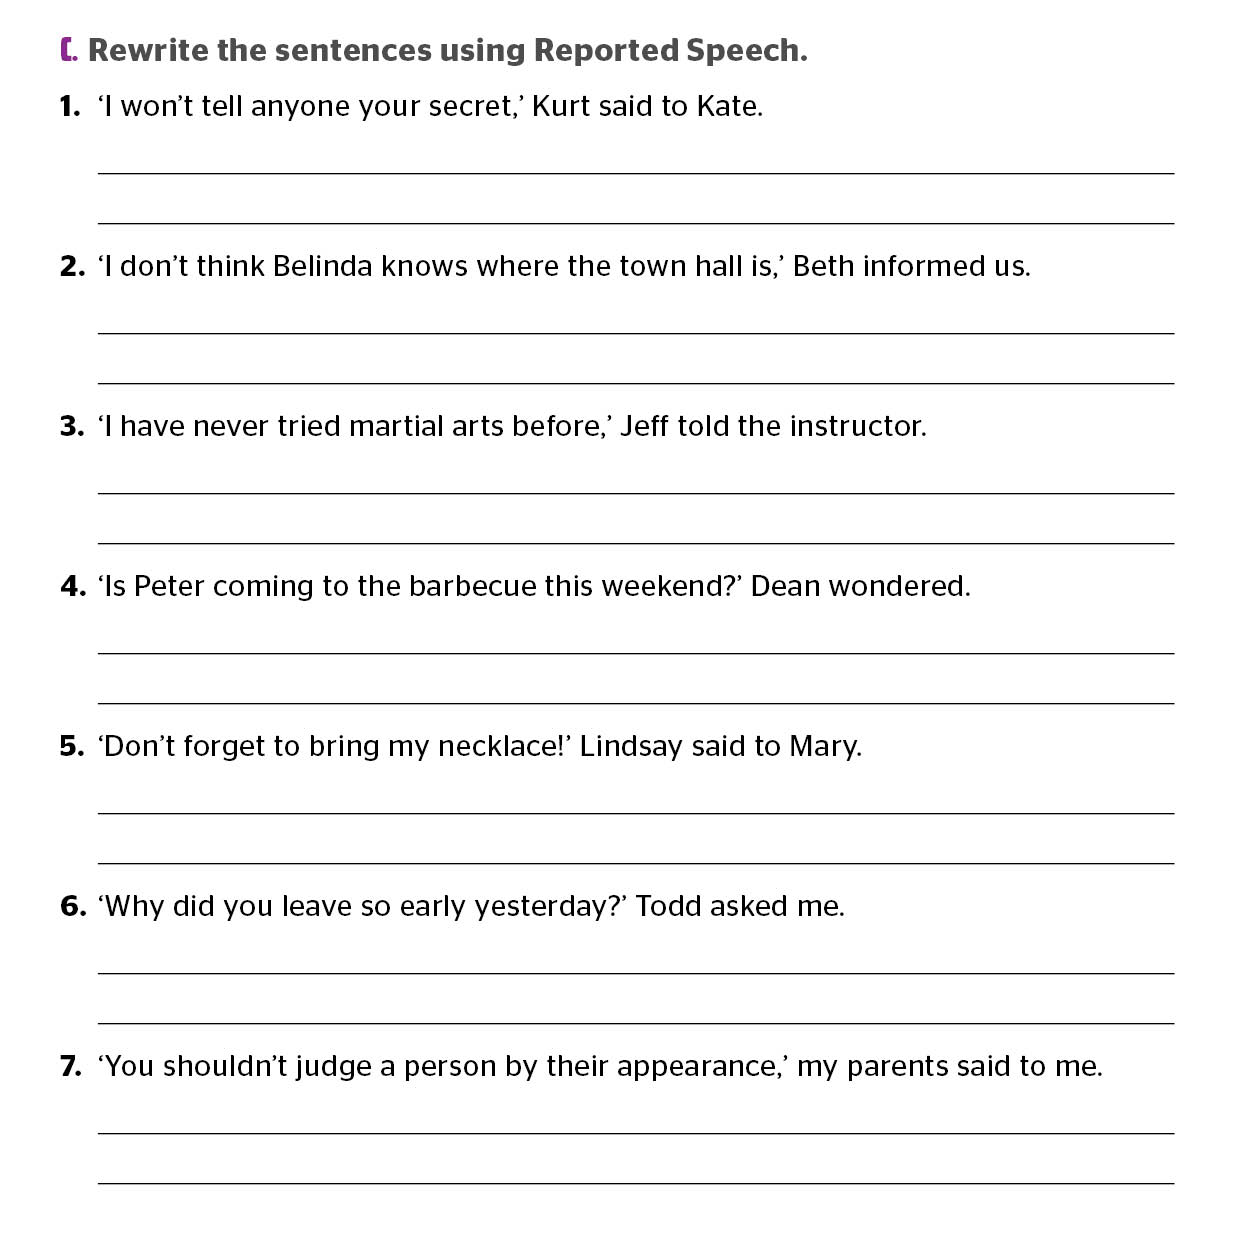 C. Rewrite the sentences using Reported Speech.
1. ‘I won’t tell anyone your secret,’ Kurt said to Kate.
2. ‘I don’t think Belinda knows where the town hall is,’ Beth informed us.
3. ‘I have never tried martial arts before,’ Jeff told the instructor.
4. ‘Is Peter coming to the barbecue this weekend?’ Dean wondered.
5. ‘Don’t forget to bring my necklace!’ Lindsay said to Mary.
6. ‘Why did you leave so early yesterday?’ Todd asked me.
7. ‘You shouldn’t judge a person by their appearance,’ my parents said to me.